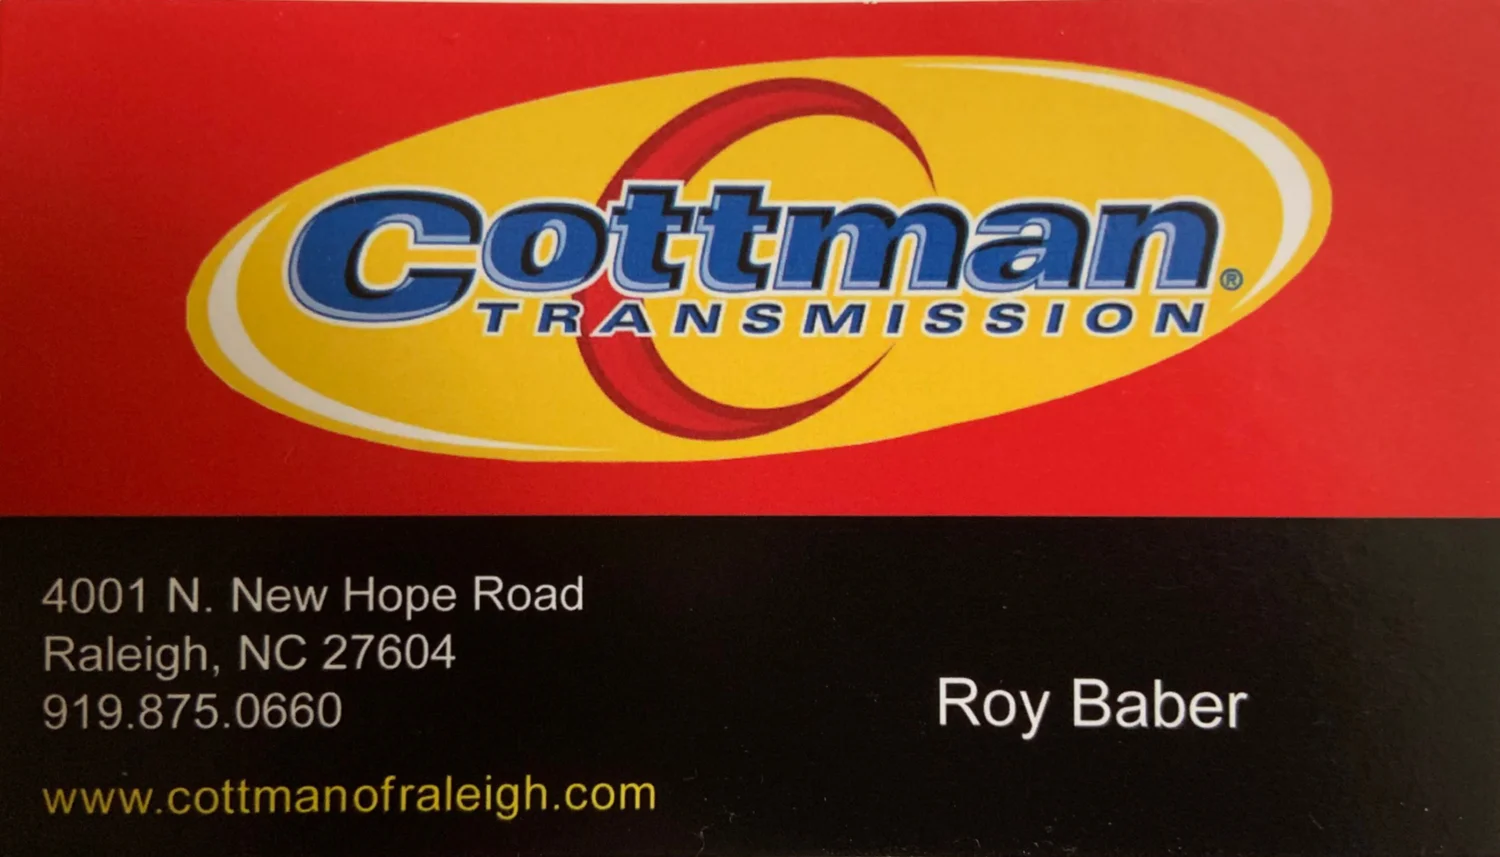 Cottman®
TRANSMISSION
4001 N. New Hope Road
Raleigh, NC 27604
919.875.0660
www.cottmanofraleigh.com
Roy Baber